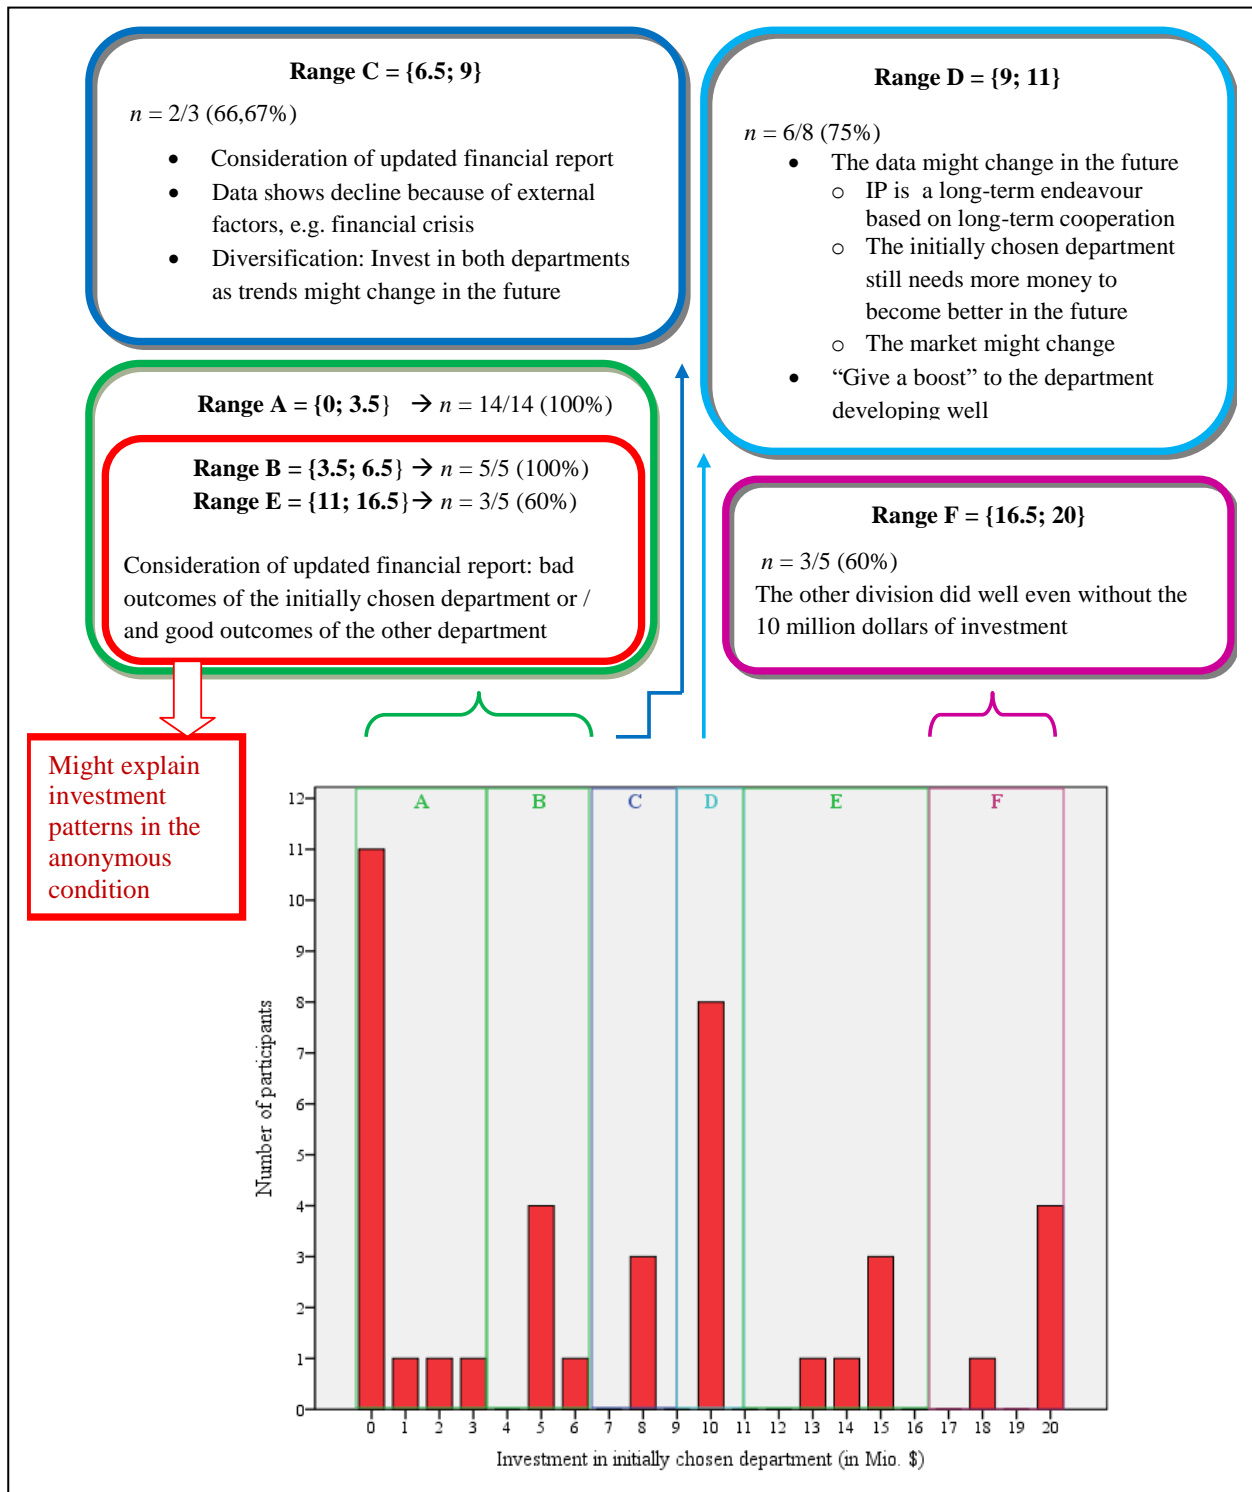 Range C = {6.5; 9}
n = 2/3 (66,67%)
• Consideration of updated financial report
• Data shows decline because of external
factors, e.g. financial crisis
• Diversification: Invest in both departments
as trends might change in the future
Range D = {9; 11}
n = 6/8 (75%)
• The data might change in the future
o IP is a long-term endeavour
based on long-term cooperation
o The initially chosen department
still needs more money to
become better in the future
o The market might change
• “Give a boost” to the department
developing well
Range A = {0; 3.5} → n = 14/14 (100%)
Range B = {3.5; 6.5} → n = 5/5 (100%)
Range E = {11; 16.5} → n = 3/5 (60%)
Consideration of updated financial report: bad
outcomes of the initially chosen department or /
and good outcomes of the other department
Range F = {16.5; 20}
n = 3/5 (60%)
The other division did well even without the
10 million dollars of investment
Might explain
investment
patterns in the
anonymous
condition
A B C D E F
12
11
10
9
8
7
6
5
4
3
2
1
0
Number of participants
0 1 2 3 4 5 6 7 8 9 10 11 12 13 14 15 16 17 18 19 20
Investment in initially chosen department (in Mio. $)